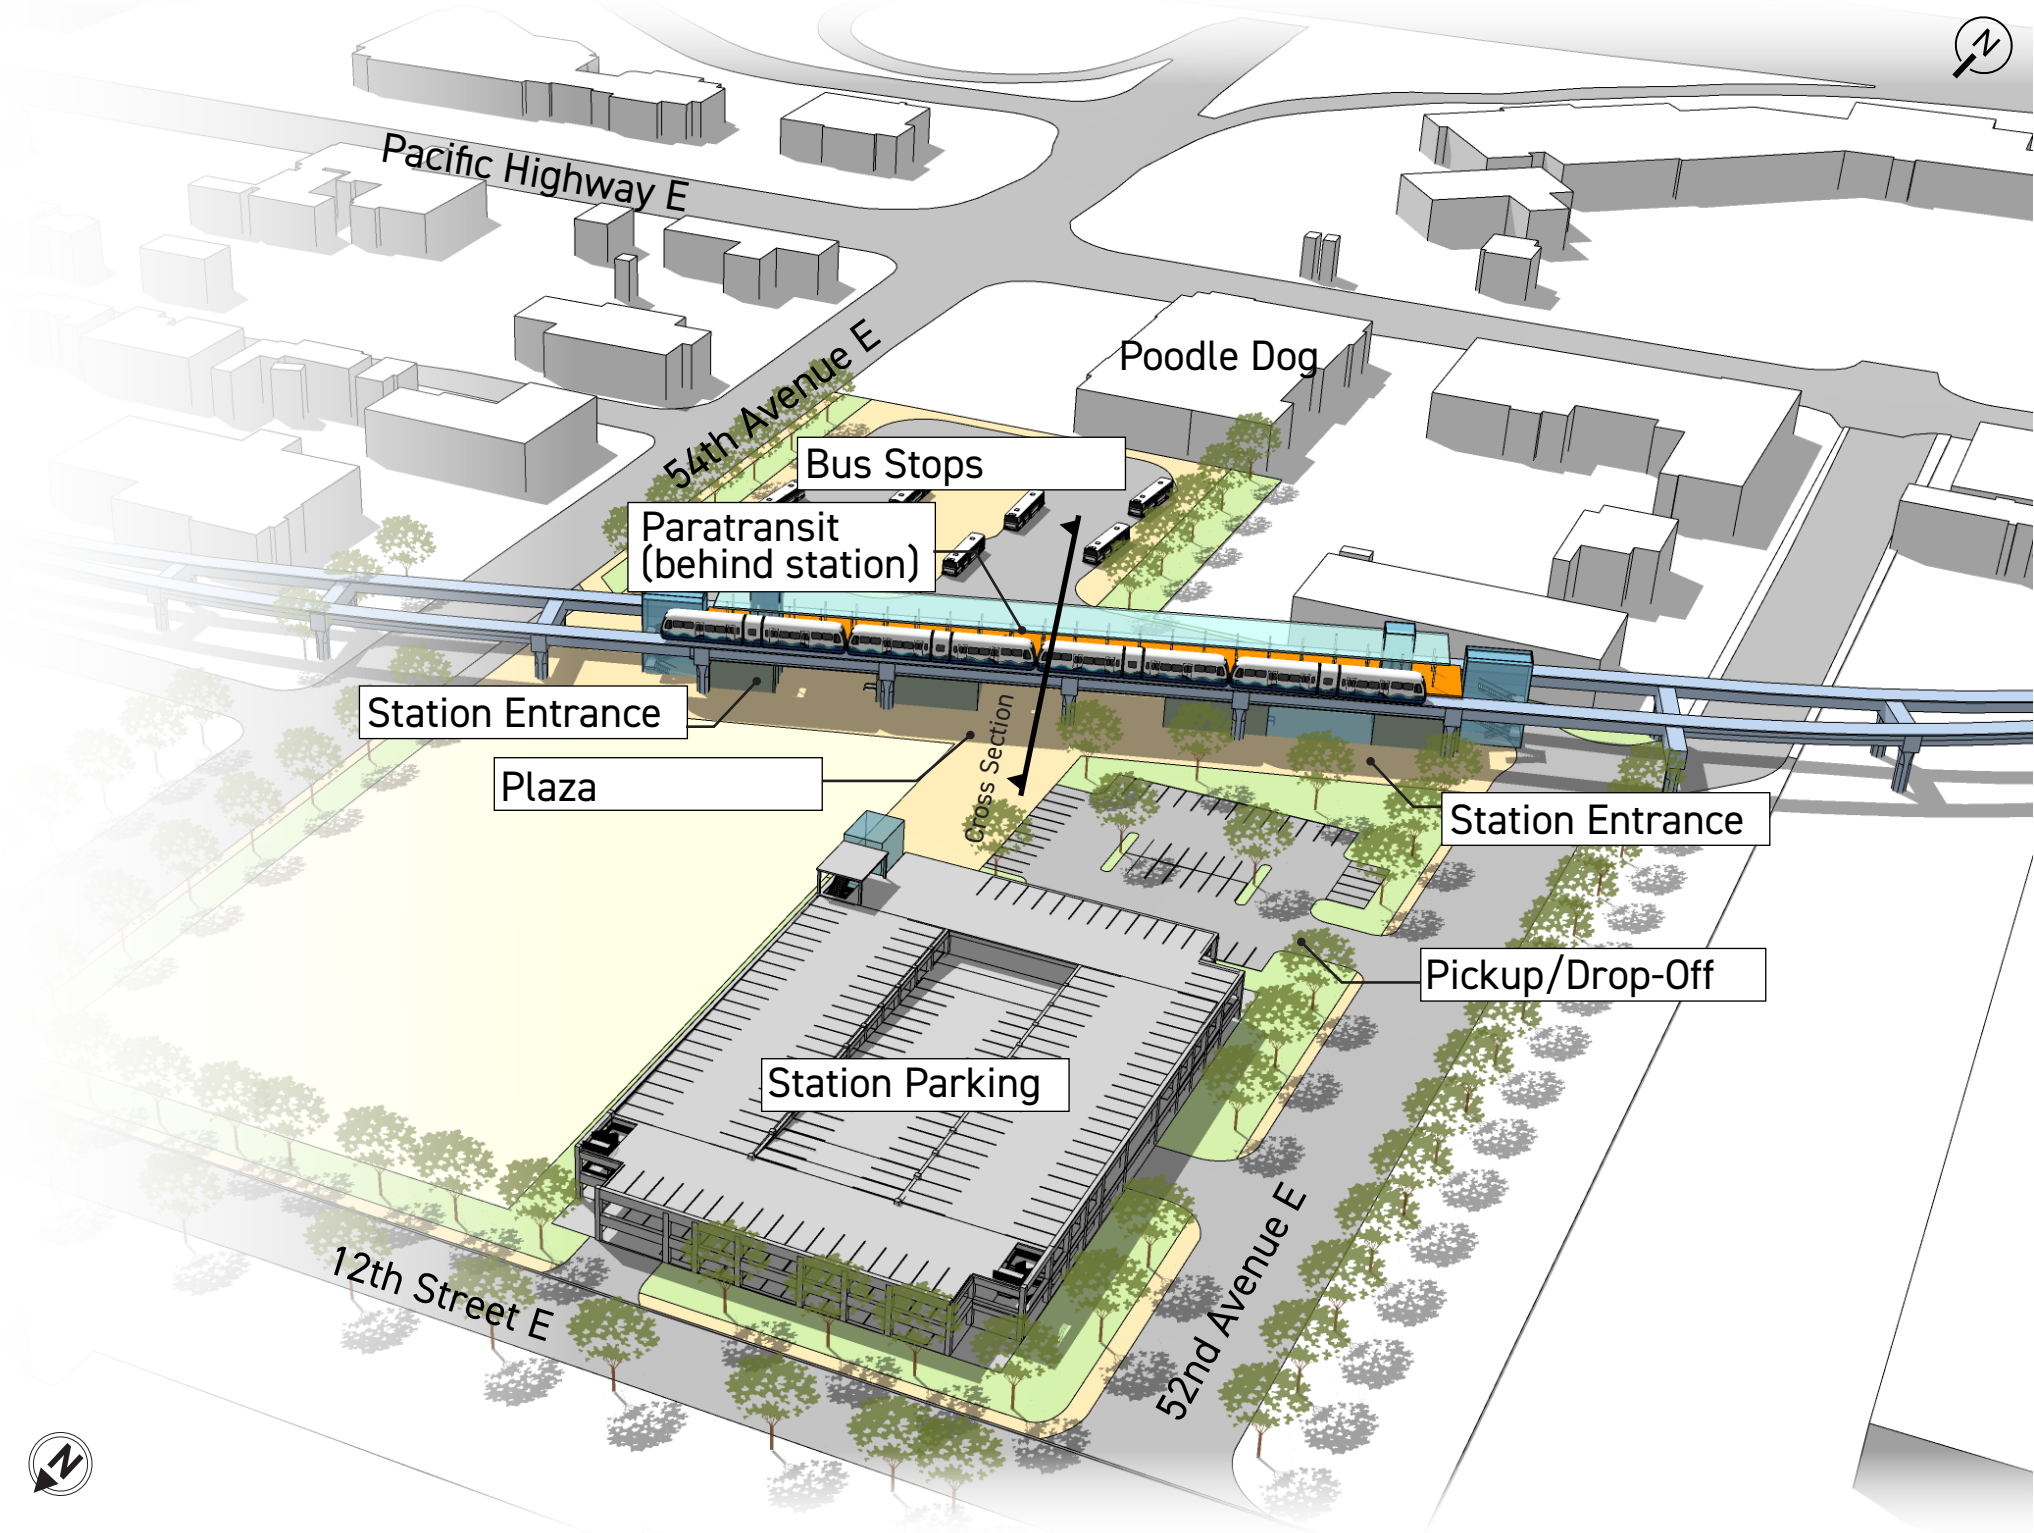 N
Pacific Highway E
54th Avenue E
Poodle Dog
Bus Stops
Paratransit
(behind station)
Station Entrance
Plaza
Cross Section
Station Entrance
Pickup/Drop-Off
Station Parking
12th Street E
52nd Avenue E
N